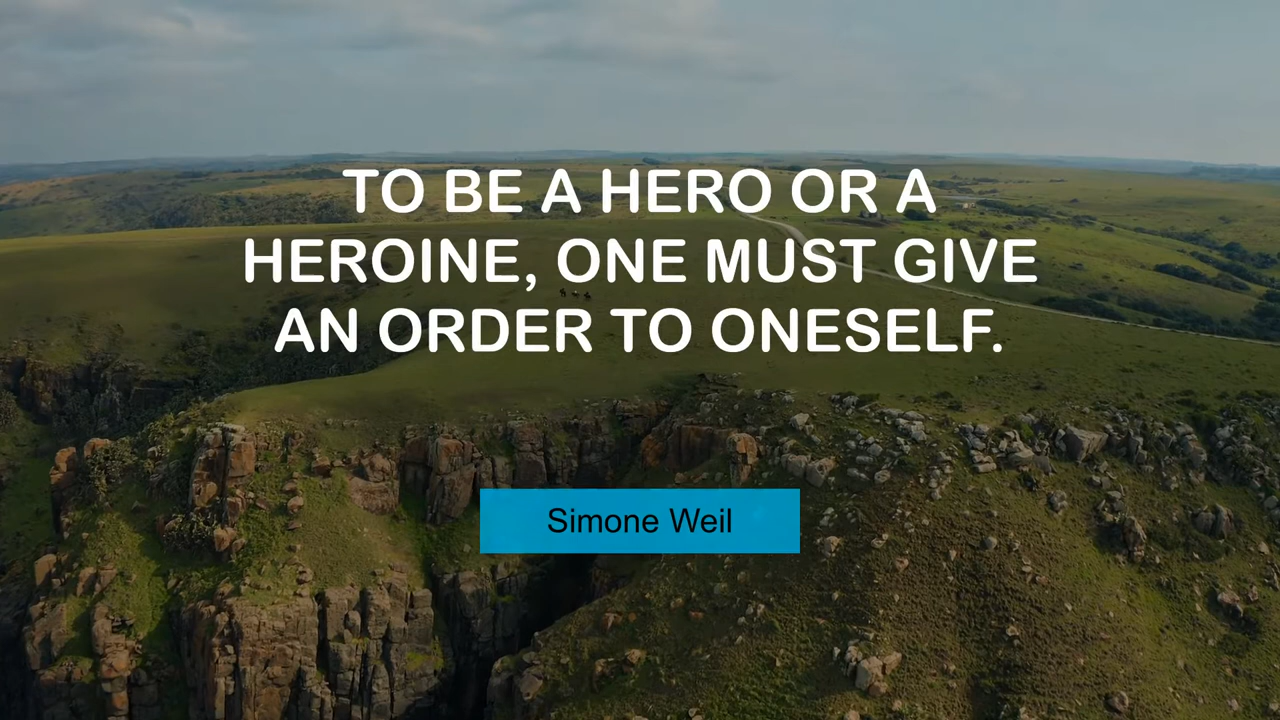 TO BE A HERO OR A
HEROINE, ONE MUST GIVE
AN ORDER TO ONESELF.
Simone Weil